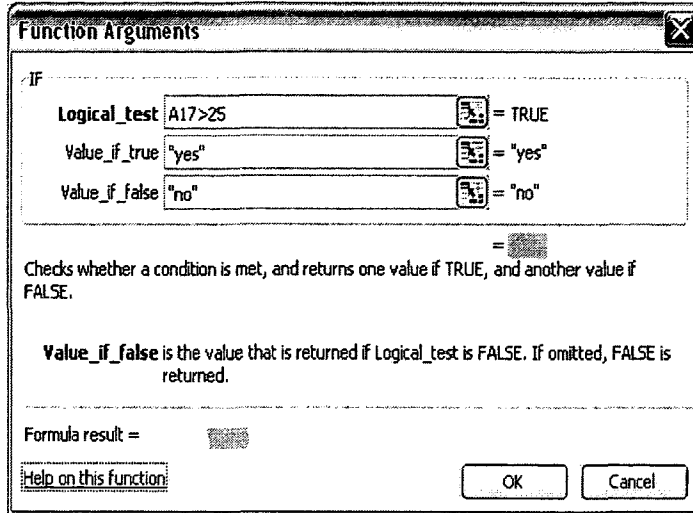 Function Arguments
IF
Logical_test A17>25 = TRUE
Value_if_true "yes" = "yes"
Value_if_false "no" = "no"
=
Checks whether a condition is met, and returns one value if TRUE, and another value if
FALSE.
Value_if_false is the value that is returned if Logical_test is FALSE. If omitted, FALSE is
returned.
Formula result =
Help on this function
OK Cancel